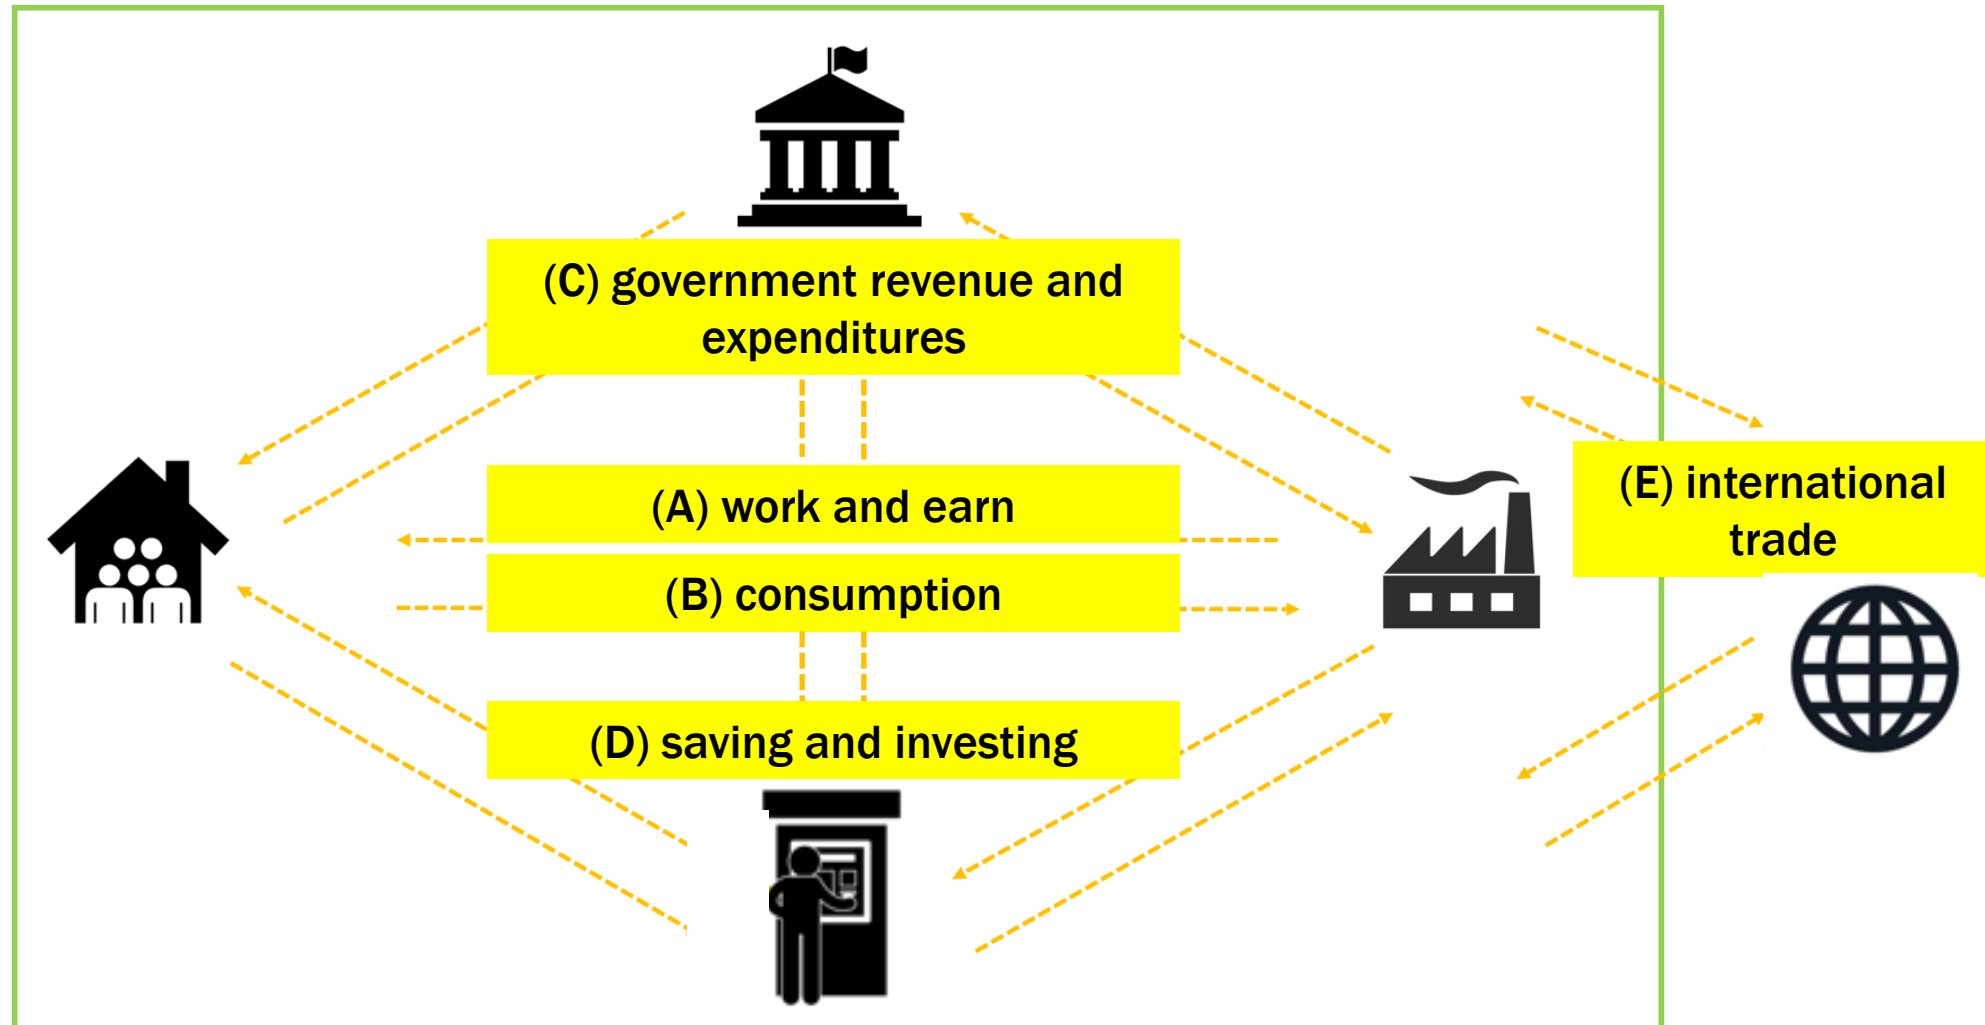 (C) government revenue and
expenditures
(A) work and earn
(E) international
trade
(B) consumption
(D) saving and investing